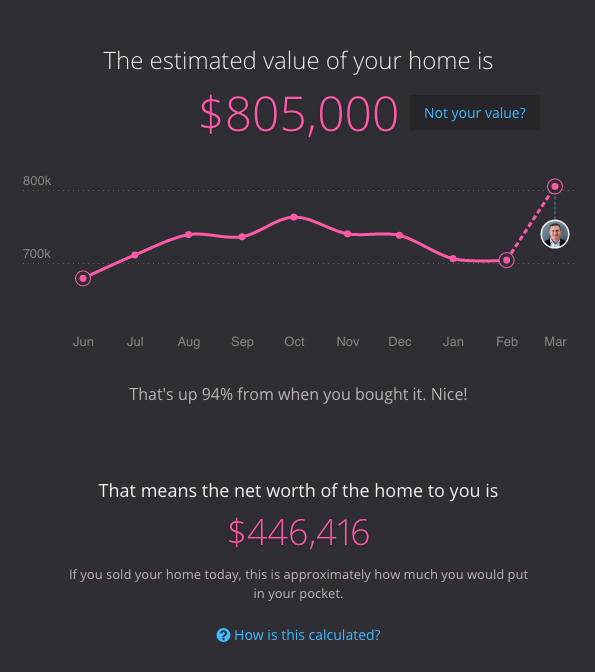 The estimated value of your home is
$805,000
Not your value?
800k
700k
Jun Jul Aug Sep Oct Nov Dec Jan Feb Mar
That's up 94% from when you bought it. Nice!
That means the net worth of the home to you is
$446,416
If you sold your home today, this is approximately how much you would put
in your pocket.
? How is this calculated?